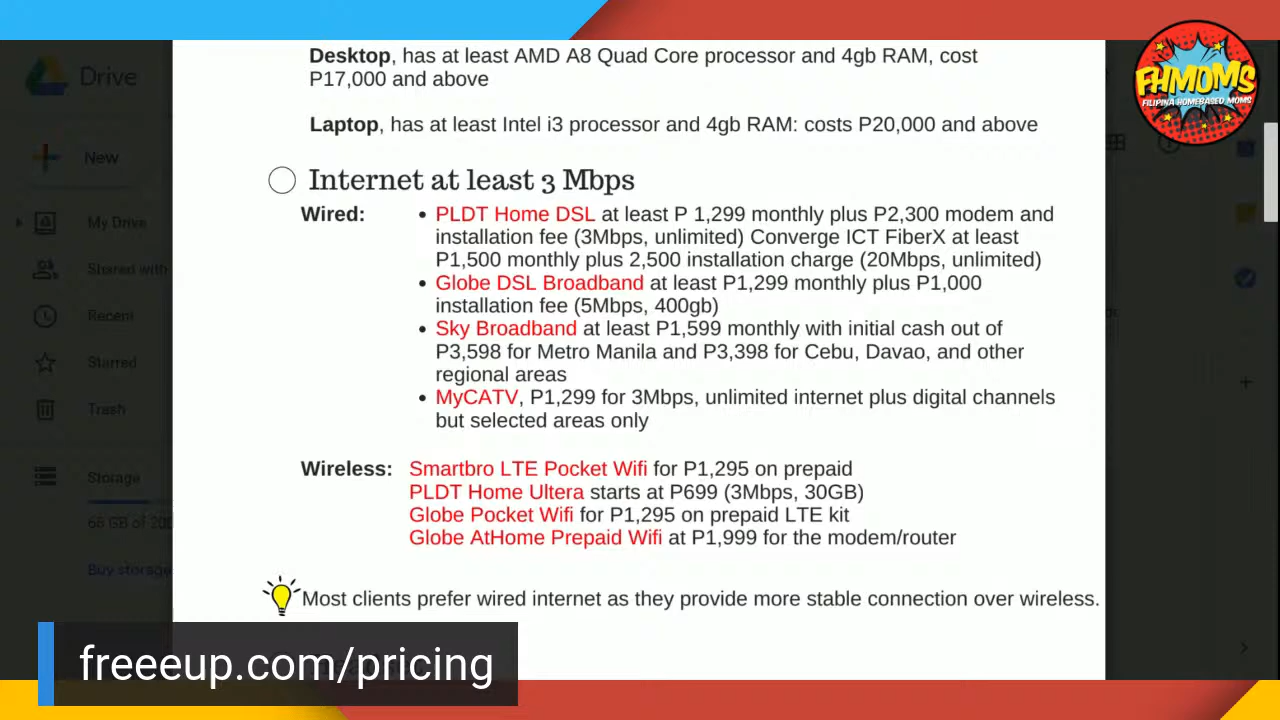 Desktop, has at least AMD A8 Quad Core processor and 4gb RAM, cost
P17,000 and above
Laptop, has at least Intel i3 processor and 4gb RAM: costs P20,000 and above
Internet at least 3 Mbps
Wired:
• PLDT Home DSL at least P 1,299 monthly plus P2,300 modem and
installation fee (3Mbps, unlimited) Converge ICT FiberX at least
P1,500 monthly plus 2,500 installation charge (20Mbps, unlimited)
• Globe DSL Broadband at least P1,299 monthly plus P1,000
installation fee (5Mbps, 400gb)
• Sky Broadband at least P1,599 monthly with initial cash out of
P3,598 for Metro Manila and P3,398 for Cebu, Davao, and other
regional areas
• MyCATV, P1,299 for 3Mbps, unlimited internet plus digital channels
but selected areas only
Wireless: Smartbro LTE Pocket Wifi for P1,295 on prepaid
PLDT Home Ultera starts at P699 (3Mbps, 30GB)
Globe Pocket Wifi for P1,295 on prepaid LTE kit
Globe AtHome Prepaid Wifi at P1,999 for the modem/router
Most clients prefer wired internet as they provide more stable connection over wireless.
freeeup.com/pricing
FHMOMS
FILIPINA HOMEBASED MOMS
Drive
New
My Drive
Shared with
Recent
Starred
Trash
Storage
66 GB of 200
Buy storage